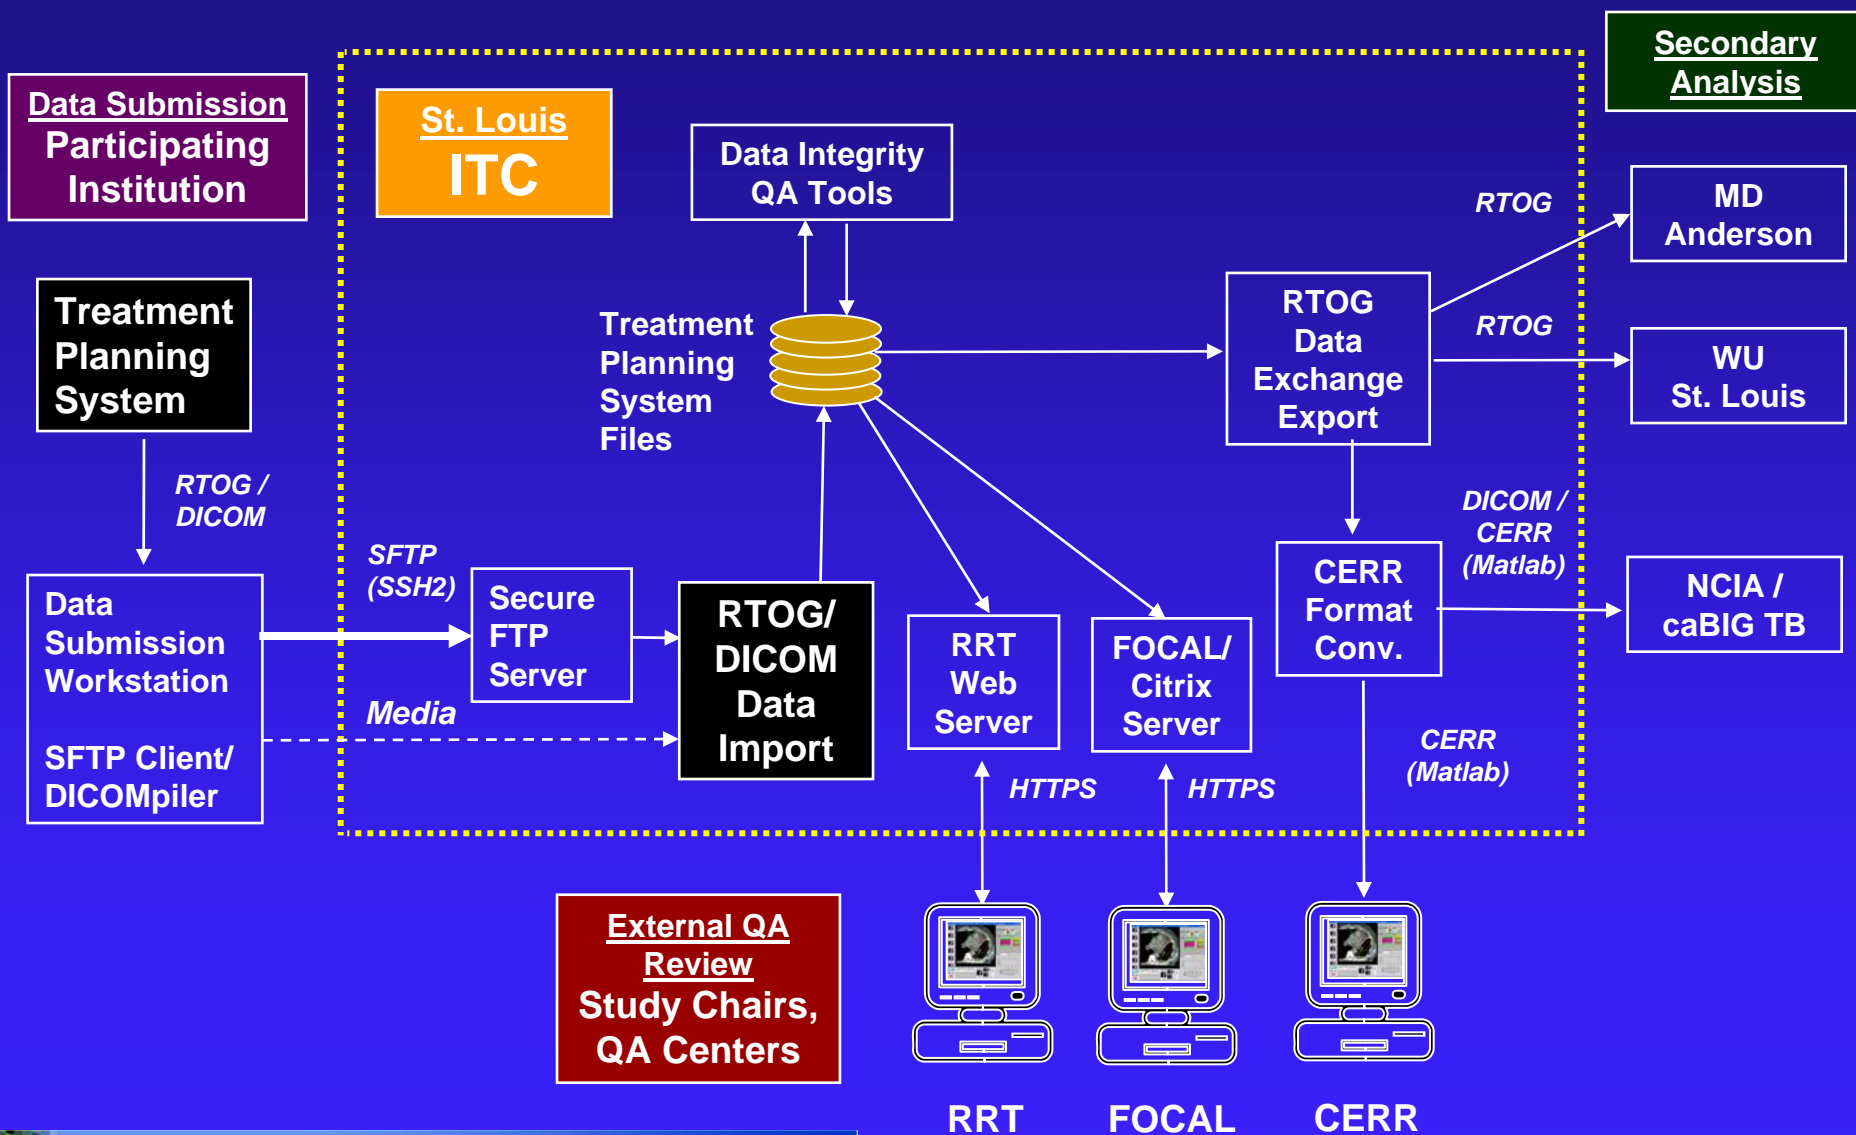 Data Submission
Participating
Institution
St. Louis
ITC
Secondary
Analysis
Data Integrity
QA Tools
Treatment
Planning
System
RTOG /
DICOM
Treatment
Planning
System
Files
RTOG
Data
Exchange
Export
RTOG
MD
Anderson
RTOG
WU
St. Louis
Data
Submission
Workstation
SFTP Client/
DICOMpiler
SFTP
(SSH2)
Secure
FTP
Server
Media
RTOG/
DICOM
Data
Import
RRT
Web
Server
FOCAL/
Citrix
Server
CERR
Format
Conv.
DICOM /
CERR
(Matlab)
NCIA /
caBIG TB
HTTPS
HTTPS
CERR
(Matlab)
External QA
Review
Study Chairs,
QA Centers
RRT
FOCAL
CERR